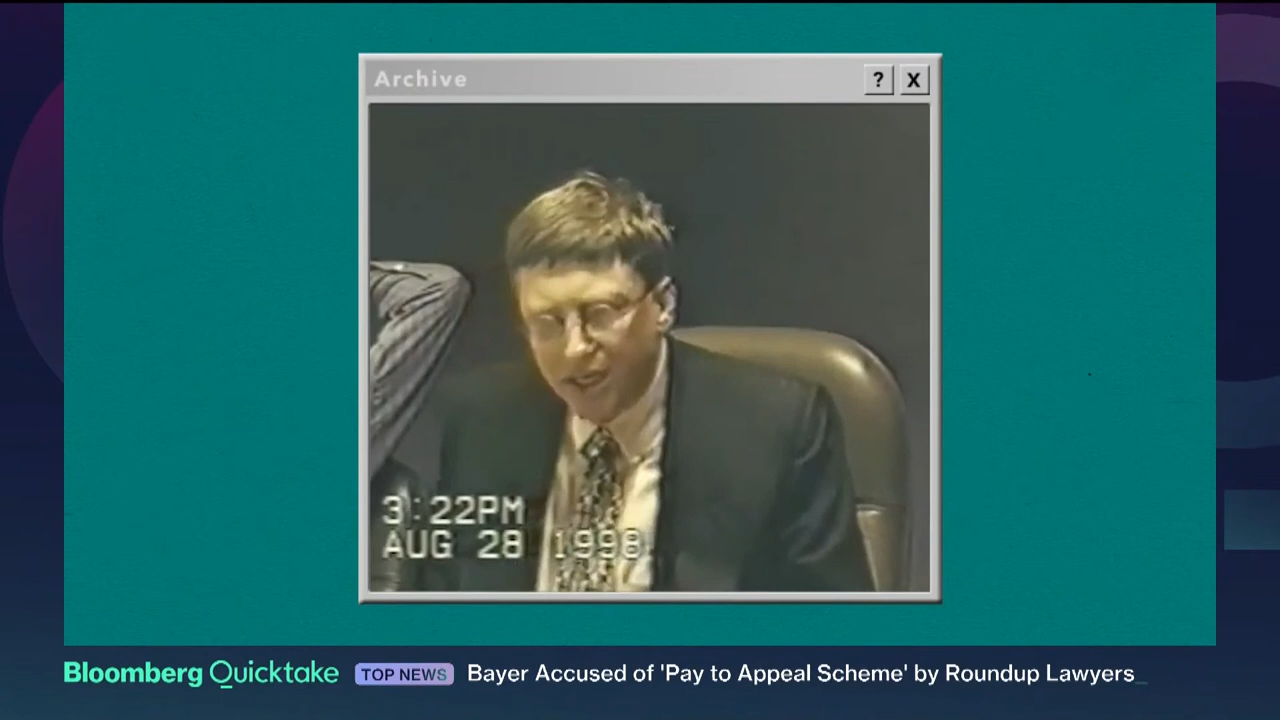 Archive
? X
3:22PM
AUG 28 1998
Bloomberg Quicktake TOP NEWS Bayer Accused of 'Pay to Appeal Scheme' by Roundup Lawyers_